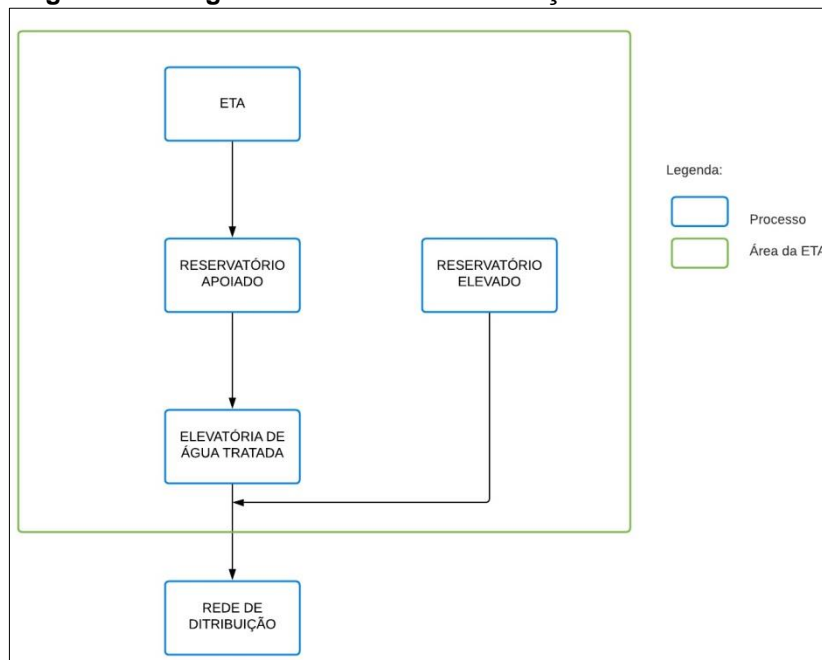 ETA
Legenda:
Processo
RESERVATÓRIO
APOIADO
RESERVATÓRIO
ELEVADO
Área da ETA
ELEVATÓRIA DE
ÁGUA TRATADA
REDE DE
DITRIBUIÇÃO